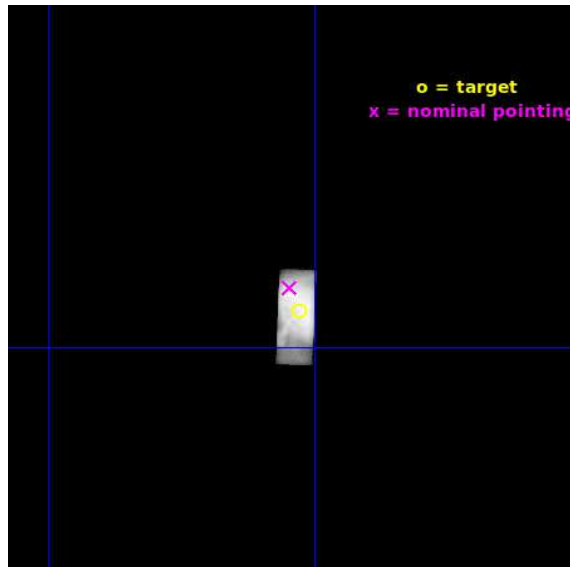 o = target
x = nominal pointing